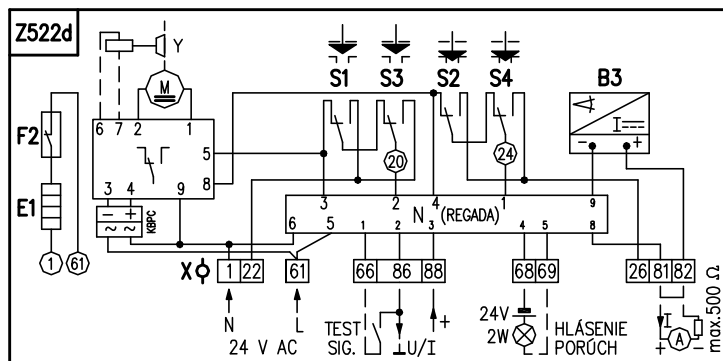 Z522d
Y
S1 S3 S2 S4 B3
M
I
6 7 2 1
- +
F2
5
8
20
24
3 4 9
E1
- +
~ ~
KBPC
3 2 4 1 9
N (REGADA)
6 5 1 2 3 4 5 8
1 61
X 1 22 61 66 86 88 68 69 26 81 82
N L
24 V AC
TEST
SIG.
U/I
+
24V
2W
HLÁSENIE
PORÚCH
I
A
+ -
max.500 Ω